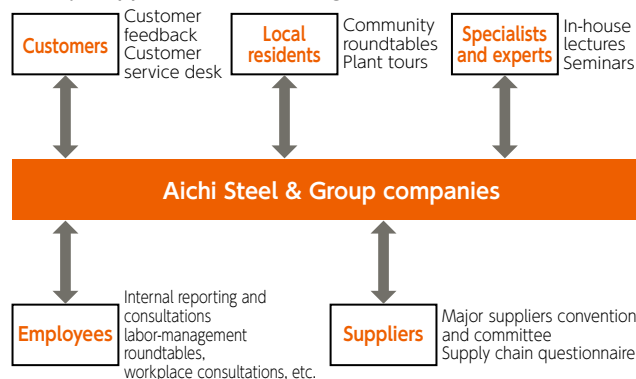 Customers
Customer
feedback
Customer
service desk
Local
residents
Community
roundtables
Plant tours
Specialists
and experts
In-house
lectures
Seminars
Aichi Steel & Group companies
Employees
Internal reporting and
consultations
labor-management
roundtables,
workplace consultations, etc.
Suppliers
Major suppliers convention
and committee
Supply chain questionnaire